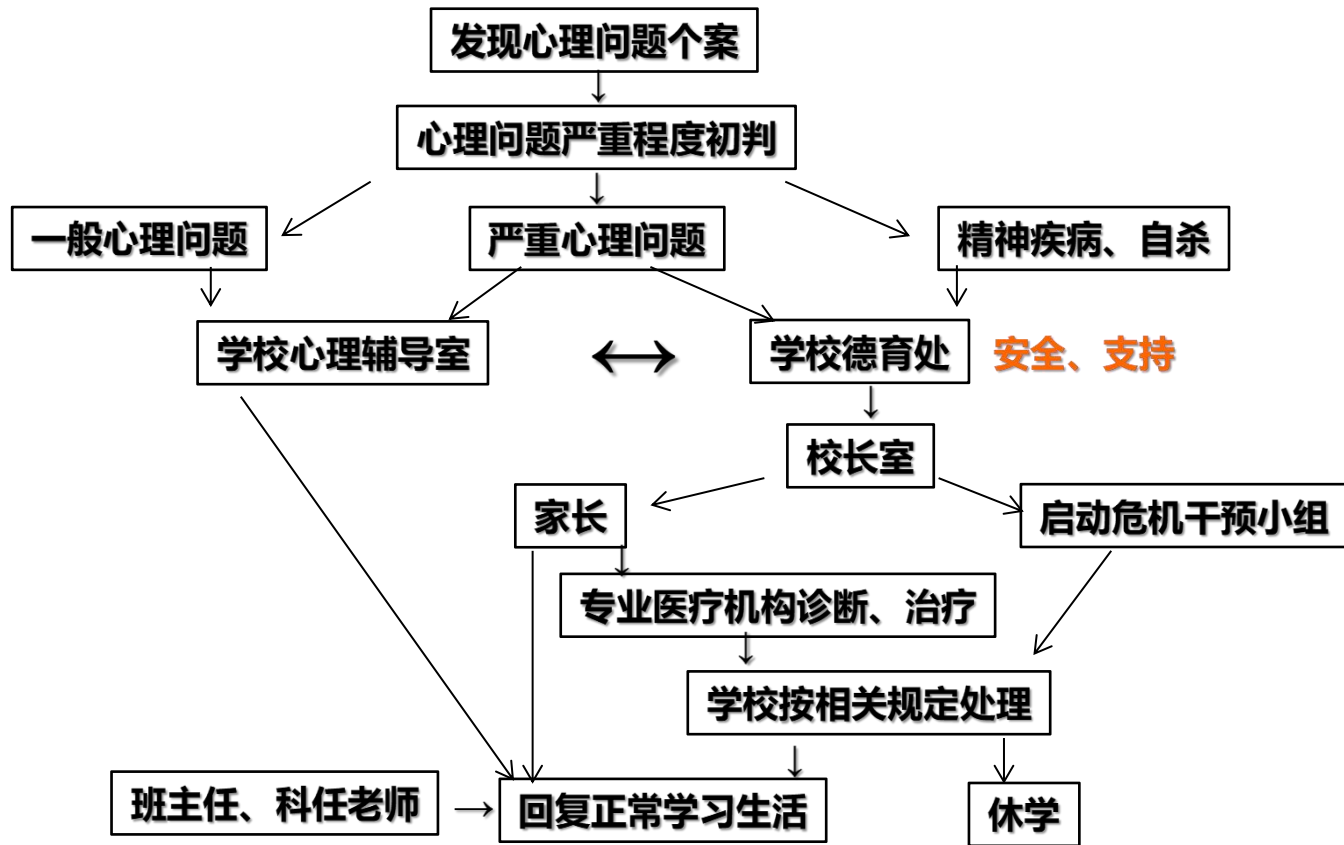 发现心理问题个案
心理问题严重程度初判
一般心理问题
严重心理问题
精神疾病、自杀
学校心理辅导室
学校德育处
安全、支持
校长室
家长
启动危机干预小组
专业医疗机构诊断、治疗
学校按相关规定处理
班主任、科任老师
回复正常学习生活
休学